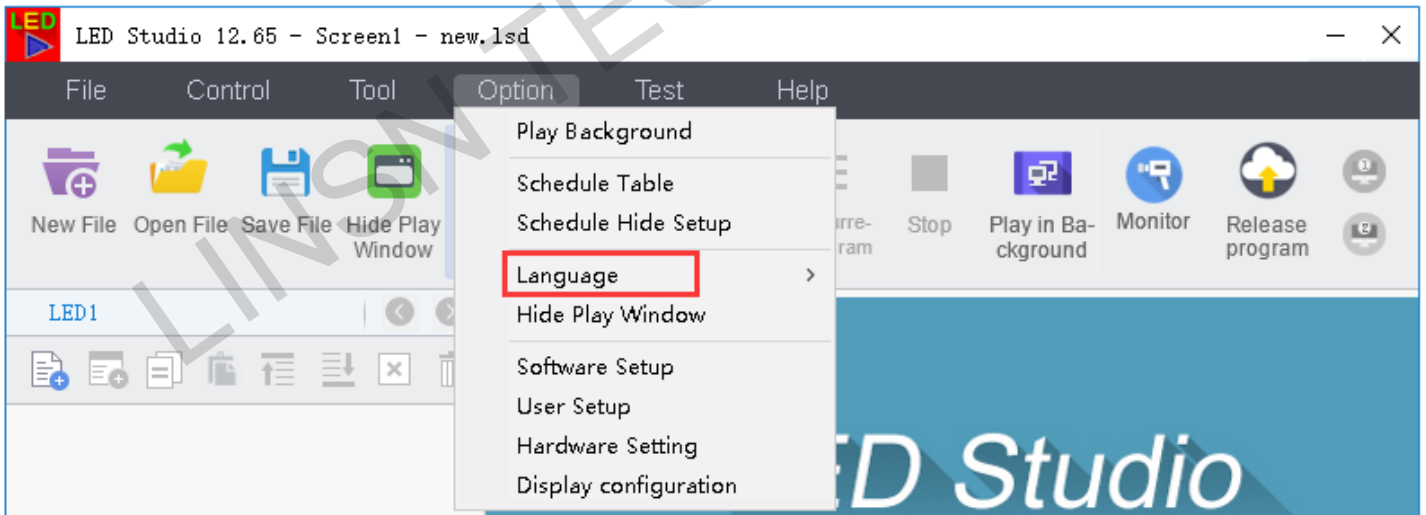 LED
LED Studio 12.65 - Screen1 - new.lsd
File Control Tool Option Test Help
Play Background
Schedule Table
Schedule Hide Setup
Language
Hide Play Window
Software Setup
User Setup
Hardware Setting
Display configuration
New File Open File Save File Hide Play
Window
Stop Play in Ba-
ckground
Monitor Release
program
1
2
LED1
Studio
LINSN